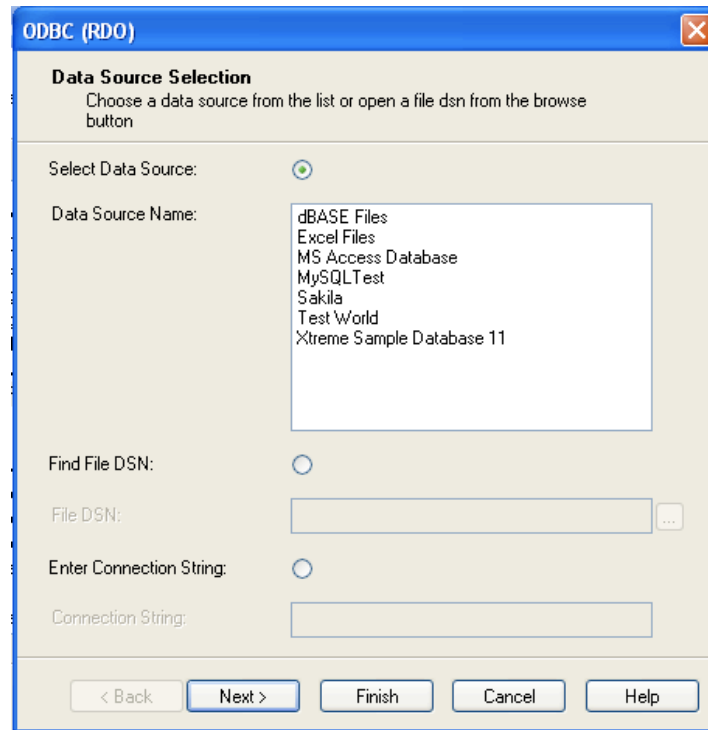 ODBC (RDO)
Data Source Selection
Choose a data source from the list or open a file dsn from the browse
button
Select Data Source:
Data Source Name:
dBASE Files
Excel Files
MS Access Database
MySQLTest
Sakila
Test World
Xtreme Sample Database 11
Find File DSN:
File DSN:
...
Enter Connection String:
Connection String:
< Back
Next >
Finish
Cancel
Help